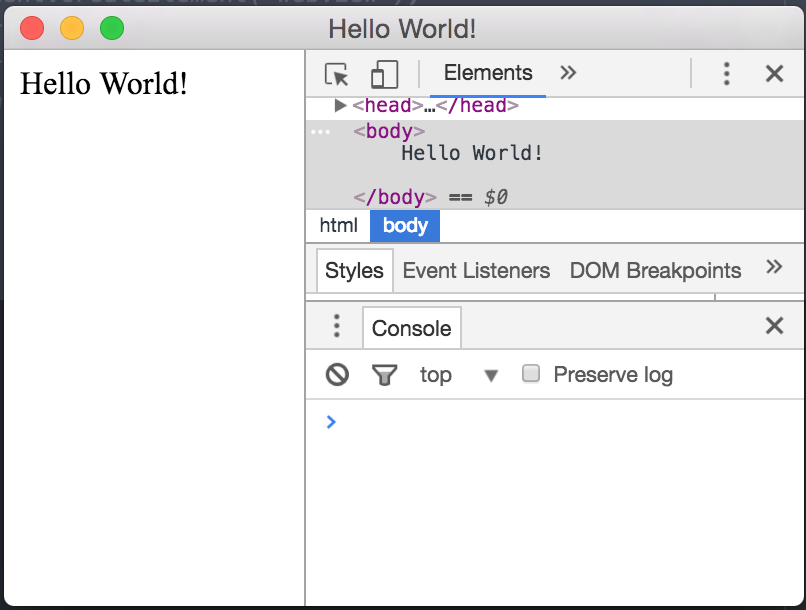 Hello World!
Hello World!
Elements
<head>…</head>
<body>
Hello World!
</body> == $0
html body
Styles Event Listeners DOM Breakpoints
Console
top Preserve log